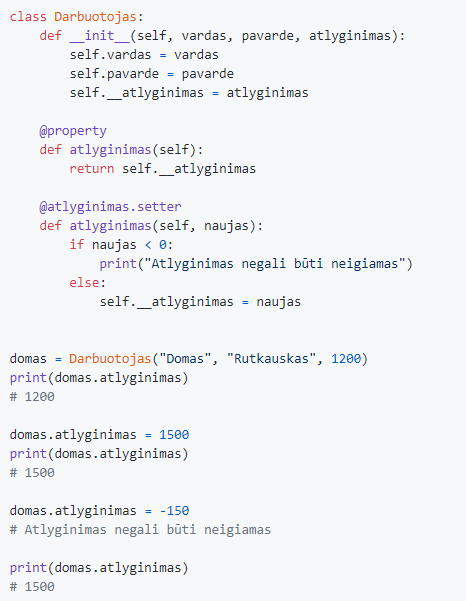 class Darbuotojas:
    def __init__(self, vardas, pavarde, atlyginimas):
        self.vardas = vardas
        self.pavarde = pavarde
        self.__atlyginimas = atlyginimas

    @property
    def atlyginimas(self):
        return self.__atlyginimas

    @atlyginimas.setter
    def atlyginimas(self, naujas):
        if naujas < 0:
            print("Atlyginimas negali būti neigiamas")
        else:
            self.__atlyginimas = naujas


domas = Darbuotojas("Domas", "Rutkauskas", 1200)
print(domas.atlyginimas)
# 1200

domas.atlyginimas = 1500
print(domas.atlyginimas)
# 1500

domas.atlyginimas = -150
# Atlyginimas negali būti neigiamas

print(domas.atlyginimas)
# 1500